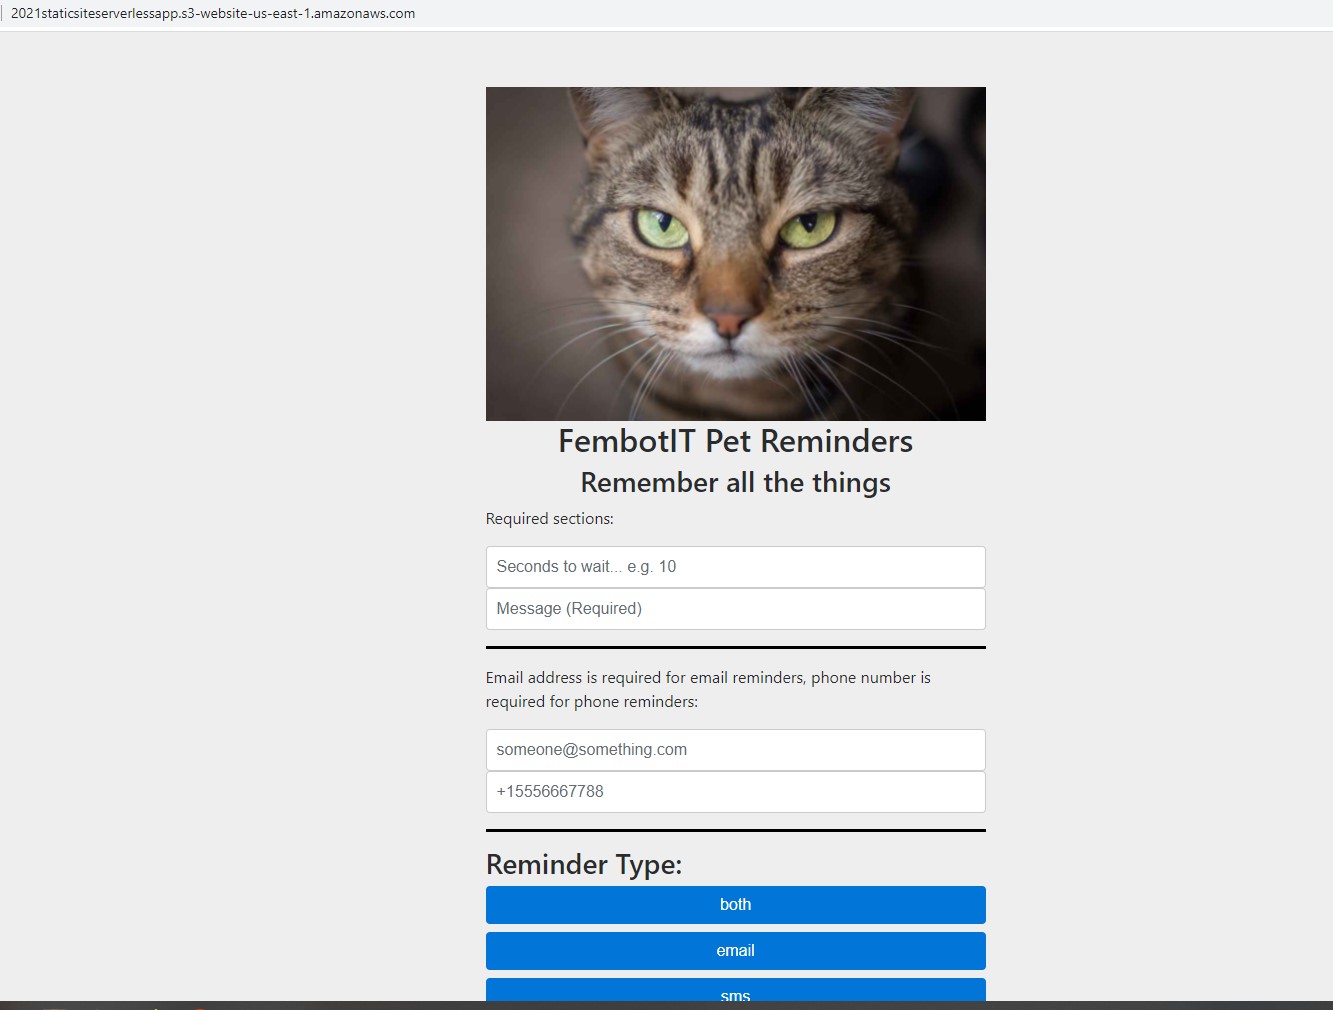 2021staticsiteserverlessapp.s3-website-us-east-1.amazonaws.com
FembotIT Pet Reminders
Remember all the things
Required sections:
Seconds to wait... e.g. 10
Message (Required)
Email address is required for email reminders, phone number is
required for phone reminders:
someone@something.com
+15556667788
Reminder Type:
both
email
sms